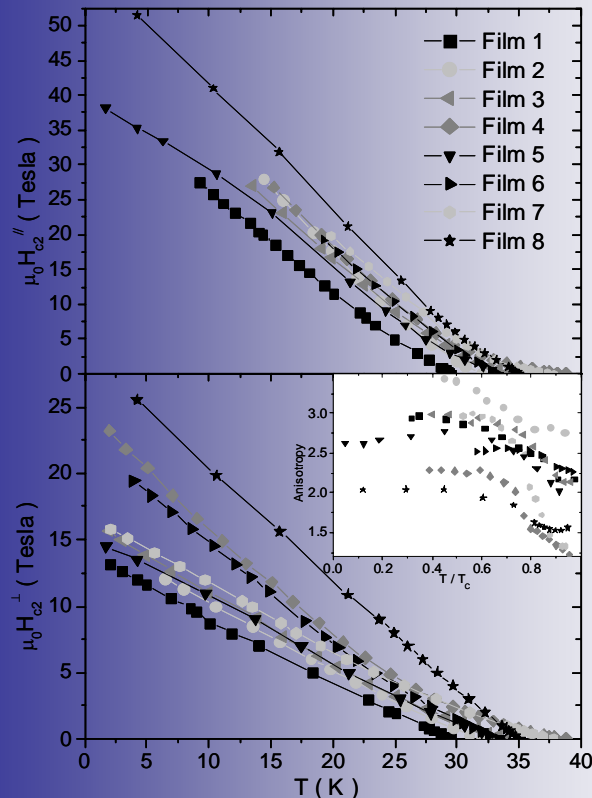 50
45
40
35
30
25
20
15
10
5
0
μ₀H_c2^// ( Tesla )
Film 1
Film 2
Film 3
Film 4
Film 5
Film 6
Film 7
Film 8
25
20
15
10
5
0
μ₀H_c2^⊥ ( Tesla )
3.0
2.5
2.0
1.5
Anisotropy
0.0 0.2 0.4 0.6 0.8
T / T_c
0 5 10 15 20 25 30 35 40
T ( K )